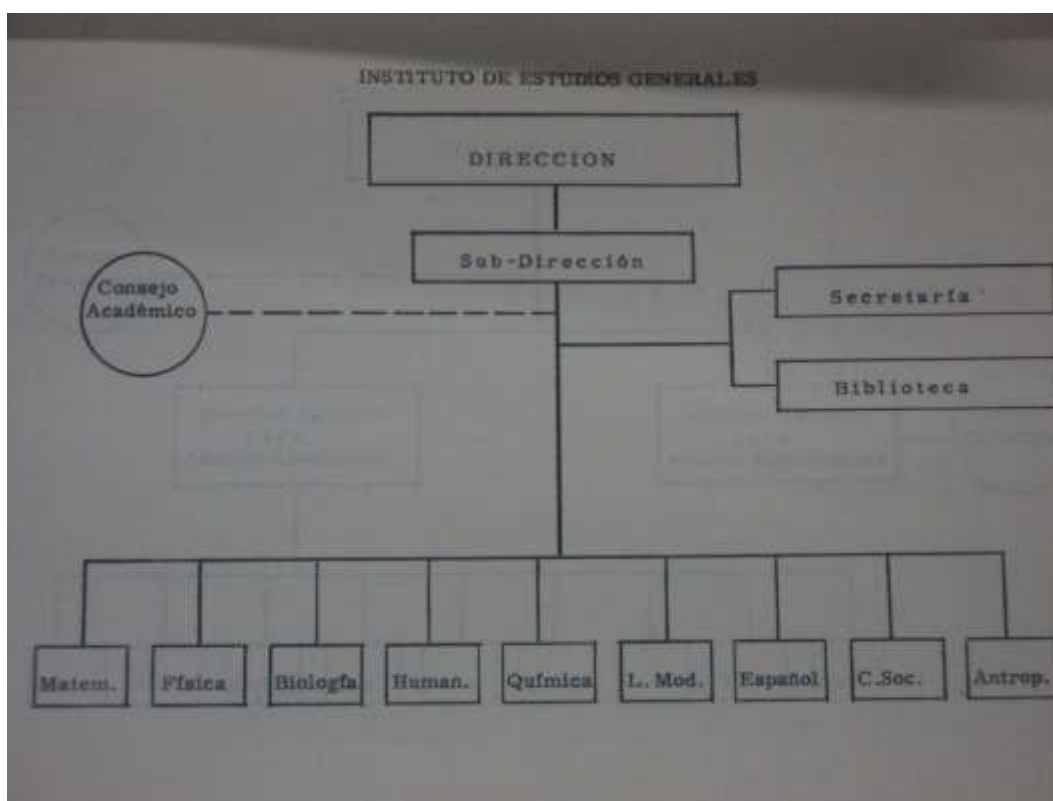 INSTITUTO DE ESTUDIOS GENERALES
DIRECCION
Sub-Dirección
Consejo
Académico
Secretaría
Biblioteca
Matem.
Física
Biología
Human.
Química
L. Mod.
Español
C.Soc.
Antrop.